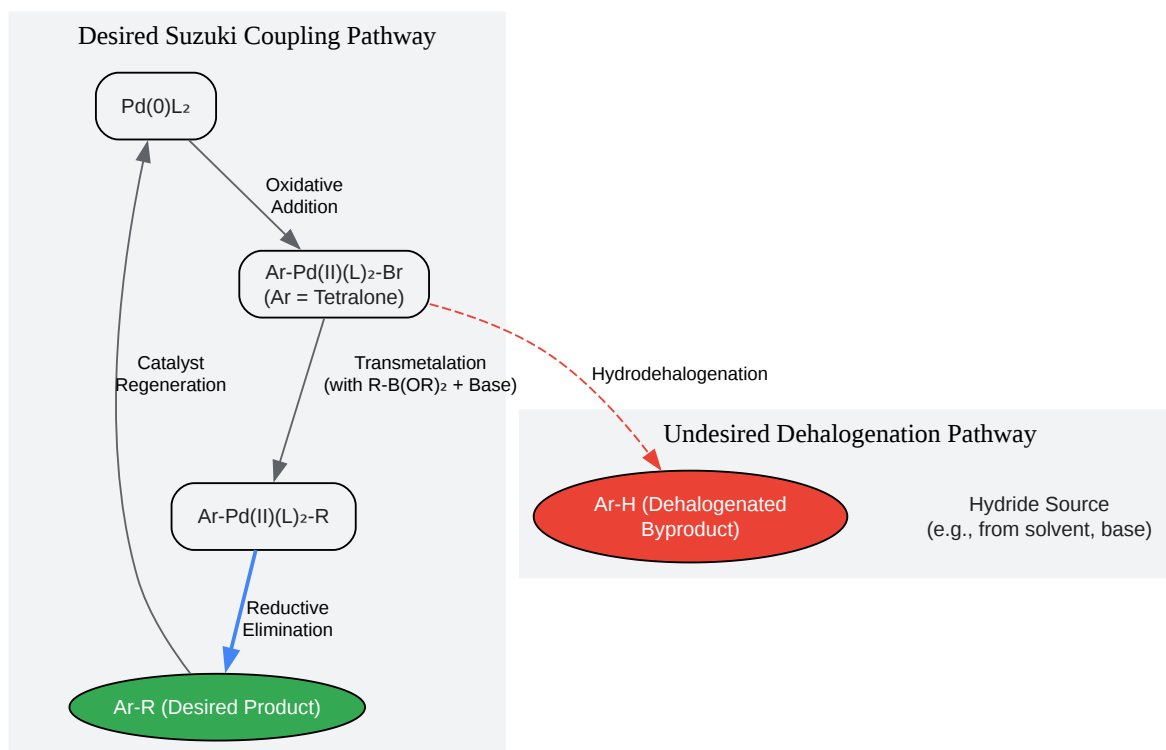 Desired Suzuki Coupling Pathway
Pd(0)L₂
Oxidative
Addition
Ar-Pd(II)(L)₂-Br
(Ar = Tetralone)
Catalyst
Regeneration
Transmetalation
(with R-B(OR)₂ + Base)
Hydrodehalogenation
Undesired Dehalogenation Pathway
Ar-H (Dehalogenated
Byproduct)
Hydride Source
(e.g., from solvent, base)
Ar-Pd(II)(L)₂-R
Reductive
Elimination
Ar-R (Desired Product)